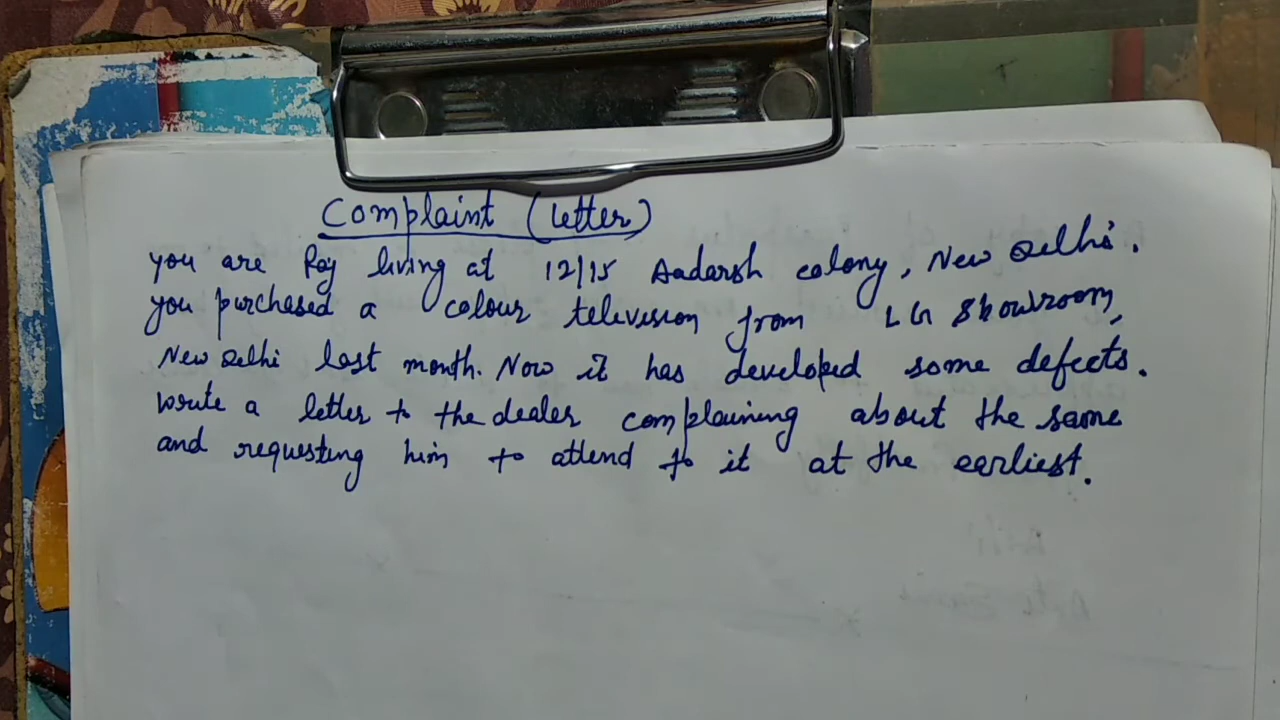 Complaint (Letter)
You are Raj living at 12/15 Aadarsh colony, New Delhi.
you purchased a colour television from LG Showroom,
New Delhi last month. Now it has developed some defects.
write a letter to the dealer complaining about the same
and requesting him to attend to it at the earliest.